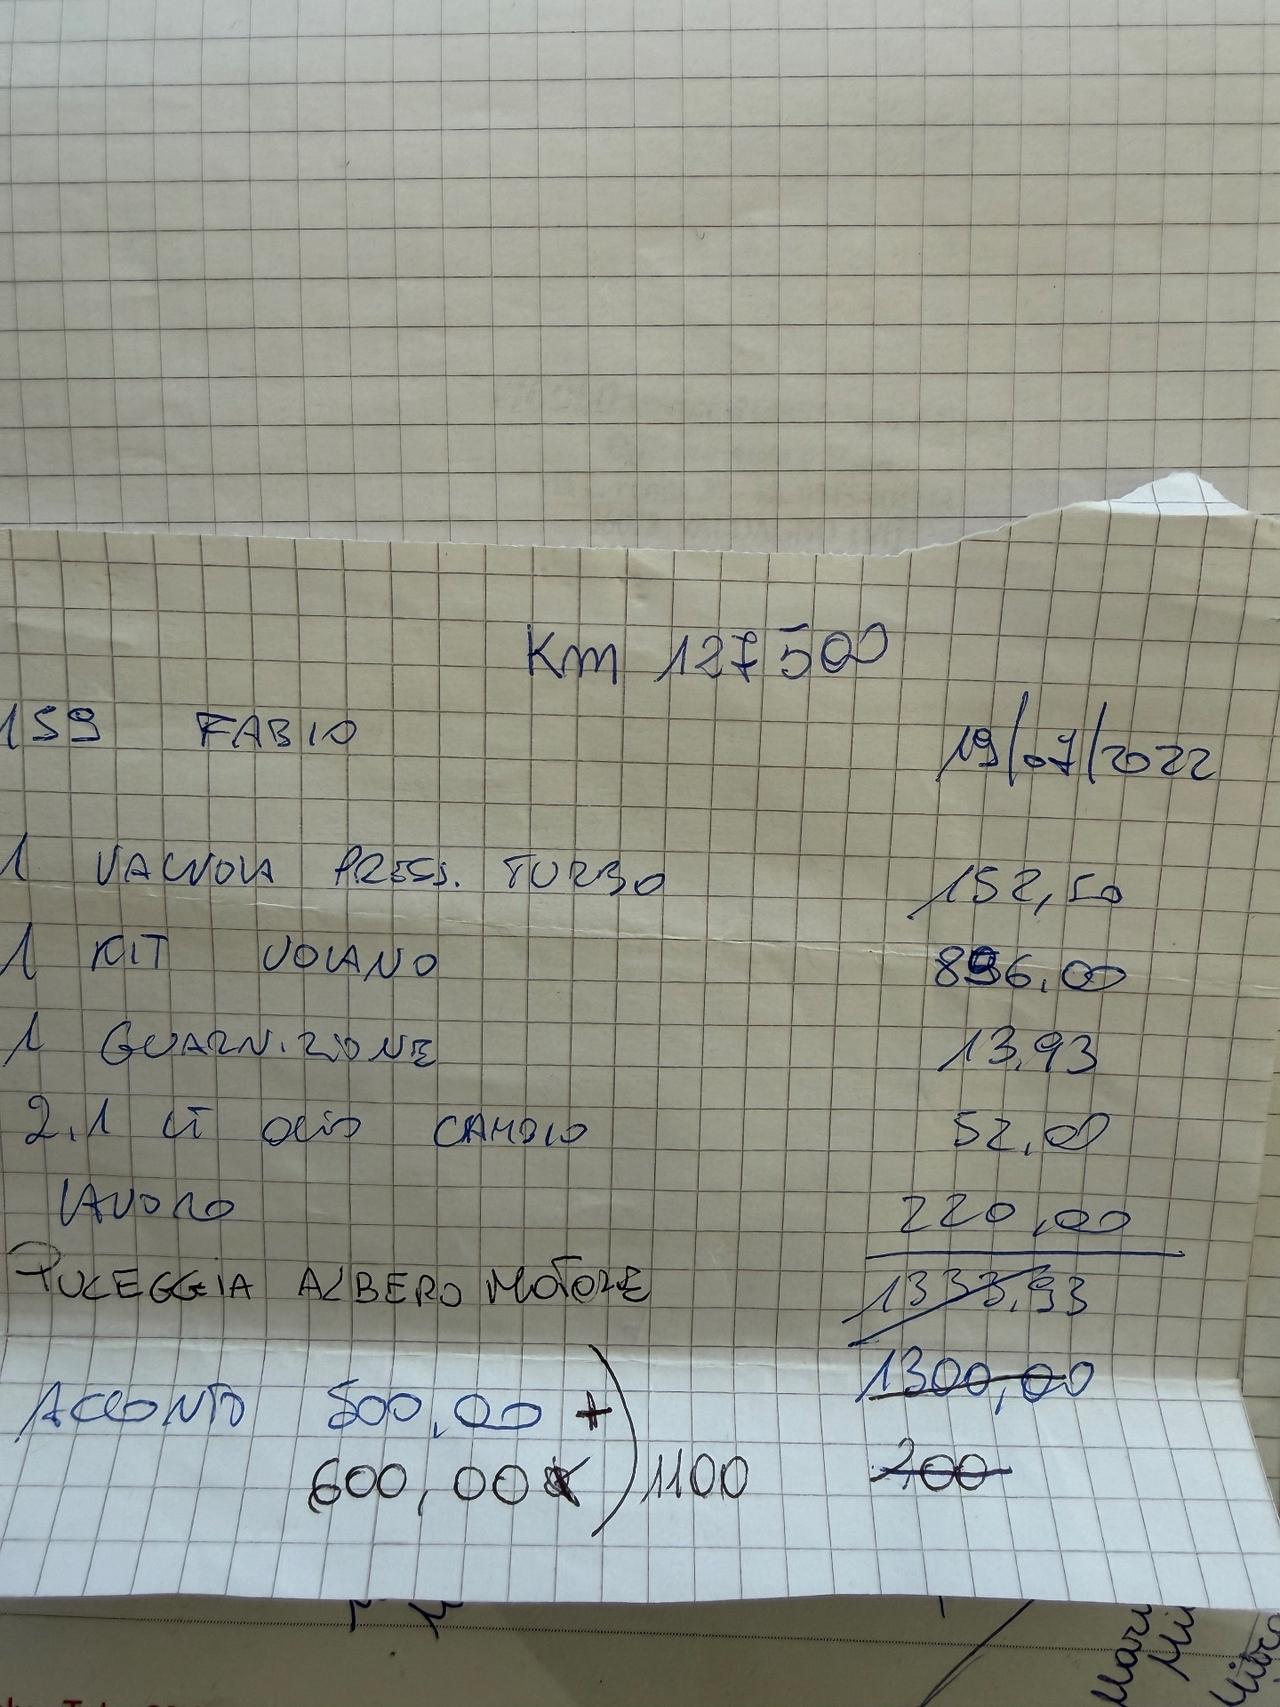 Km 127500
159 FABIO 19/07/2022
1 VALVOLA PRESS. TURBO 152,50
1 KIT VOLANO 896,00
1 GUARNIZIONE 13,93
2.1 LT OLIO CAMBIO 52,00
LAVORO 220,00
PULEGGIA ALBERO MOTORE 1333,93
1300,00
ACCONTO 500,00 +
600,00 1100 200